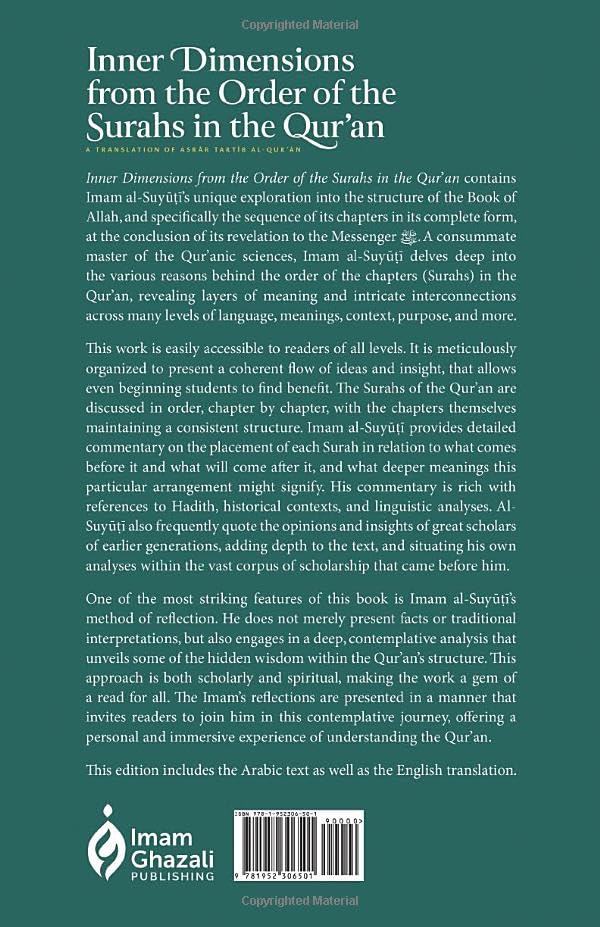 Copyrighted Material
Inner Dimensions
from the Order of the
Surahs in the Qur'an
A TRANSLATION OF ASRĀR TARTĪB AL-QUR'ĀN
Inner Dimensions from the Order of the Surahs in the Qur'an contains
Imam al-Suyūṭī's unique exploration into the structure of the Book of
Allah, and specifically the sequence of its chapters in its complete form,
at the conclusion of its revelation to the Messenger ﷺ. A consummate
master of the Qur'anic sciences, Imam al-Suyūṭī delves deep into
the various reasons behind the order of the chapters (Surahs) in the
Qur'an, revealing layers of meaning and intricate interconnections
across many levels of language, meanings, context, purpose, and more.
This work is easily accessible to readers of all levels. It is meticulously
organized to present a coherent flow of ideas and insight, that allows
even beginning students to find benefit. The Surahs of the Qur'an are
discussed in order, chapter by chapter, with the chapters themselves
maintaining a consistent structure. Imam al-Suyūṭī provides detailed
commentary on the placement of each Surah in relation to what comes
before it and what will come after it, and what deeper meanings this
particular arrangement might signify. His commentary is rich with
references to Hadith, historical contexts, and linguistic analyses. Al-
Suyūṭī also frequently quote the opinions and insights of great scholars
of earlier generations, adding depth to the text, and situating his own
analyses within the vast corpus of scholarship that came before him.
One of the most striking features of this book is Imam al-Suyūṭī's
method of reflection. He does not merely present facts or traditional
interpretations, but also engages in a deep, contemplative analysis that
unveils some of the hidden wisdom within the Qur'an's structure. This
approach is both scholarly and spiritual, making the work a gem of
a read for all. The Imam's reflections are presented in a manner that
invites readers to join him in this contemplative journey, offering a
personal and immersive experience of understanding the Qur'an.
This edition includes the Arabic text as well as the English translation.
Imam
Ghazali
PUBLISHING
ISBN 978-1-952306-50-1
90000>
9 781952 306501
Copyrighted Material